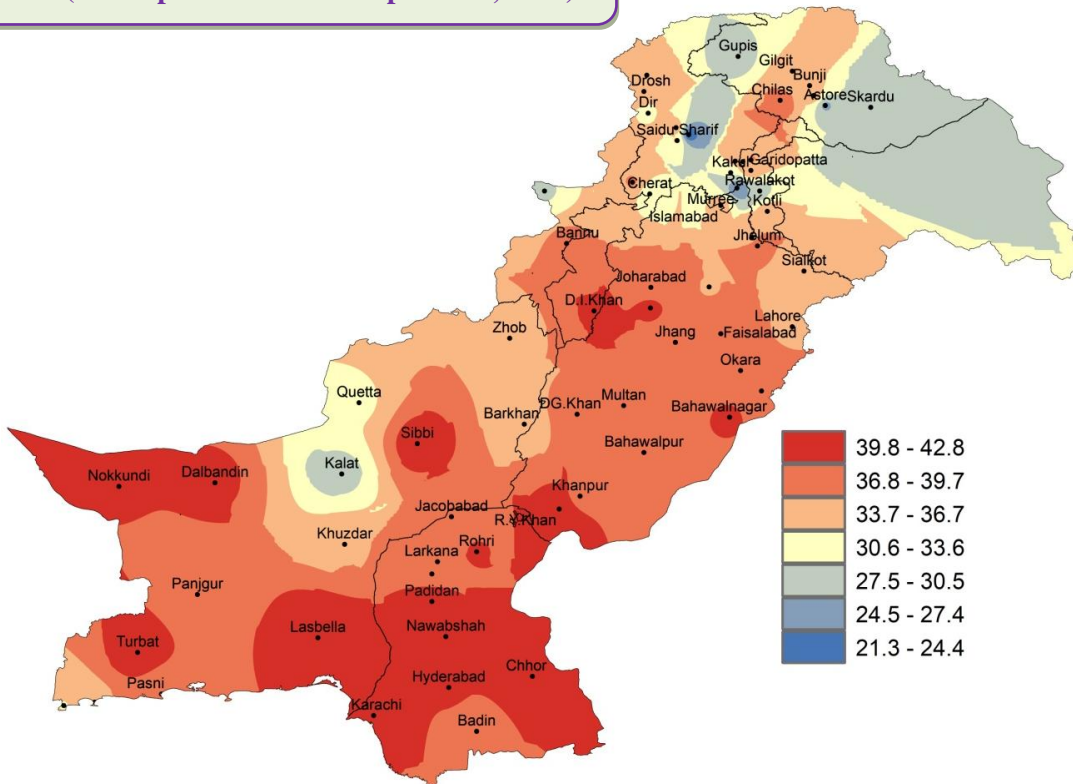 Gupis
Gilgit
Bunji
Drosh
Chilas
Astore
Skardu
Dir
Saidu Sharif
Garidopatta
Cherat
Rawalakot
Murree
Kotli
Islamabad
Bannu
Jhelum
Sialkot
Joharabad
D.I.Khan
Lahore
Zhob
Jhang
Faisalabad
Okara
Quetta
DG.Khan
Multan
Bahawalnagar
Barkhan
Sibbi
Bahawalpur
Nokkundi
Dalbandin
Kalat
Khanpur
Jacobabad
R.Y.Khan
Khuzdar
Rohri
Larkana
Panjgur
Padidan
Turbat
Lasbella
Nawabshah
Chhor
Pasni
Hyderabad
Karachi
Badin
39.8 - 42.8
36.8 - 39.7
33.7 - 36.7
30.6 - 33.6
27.5 - 30.5
24.5 - 27.4
21.3 - 24.4